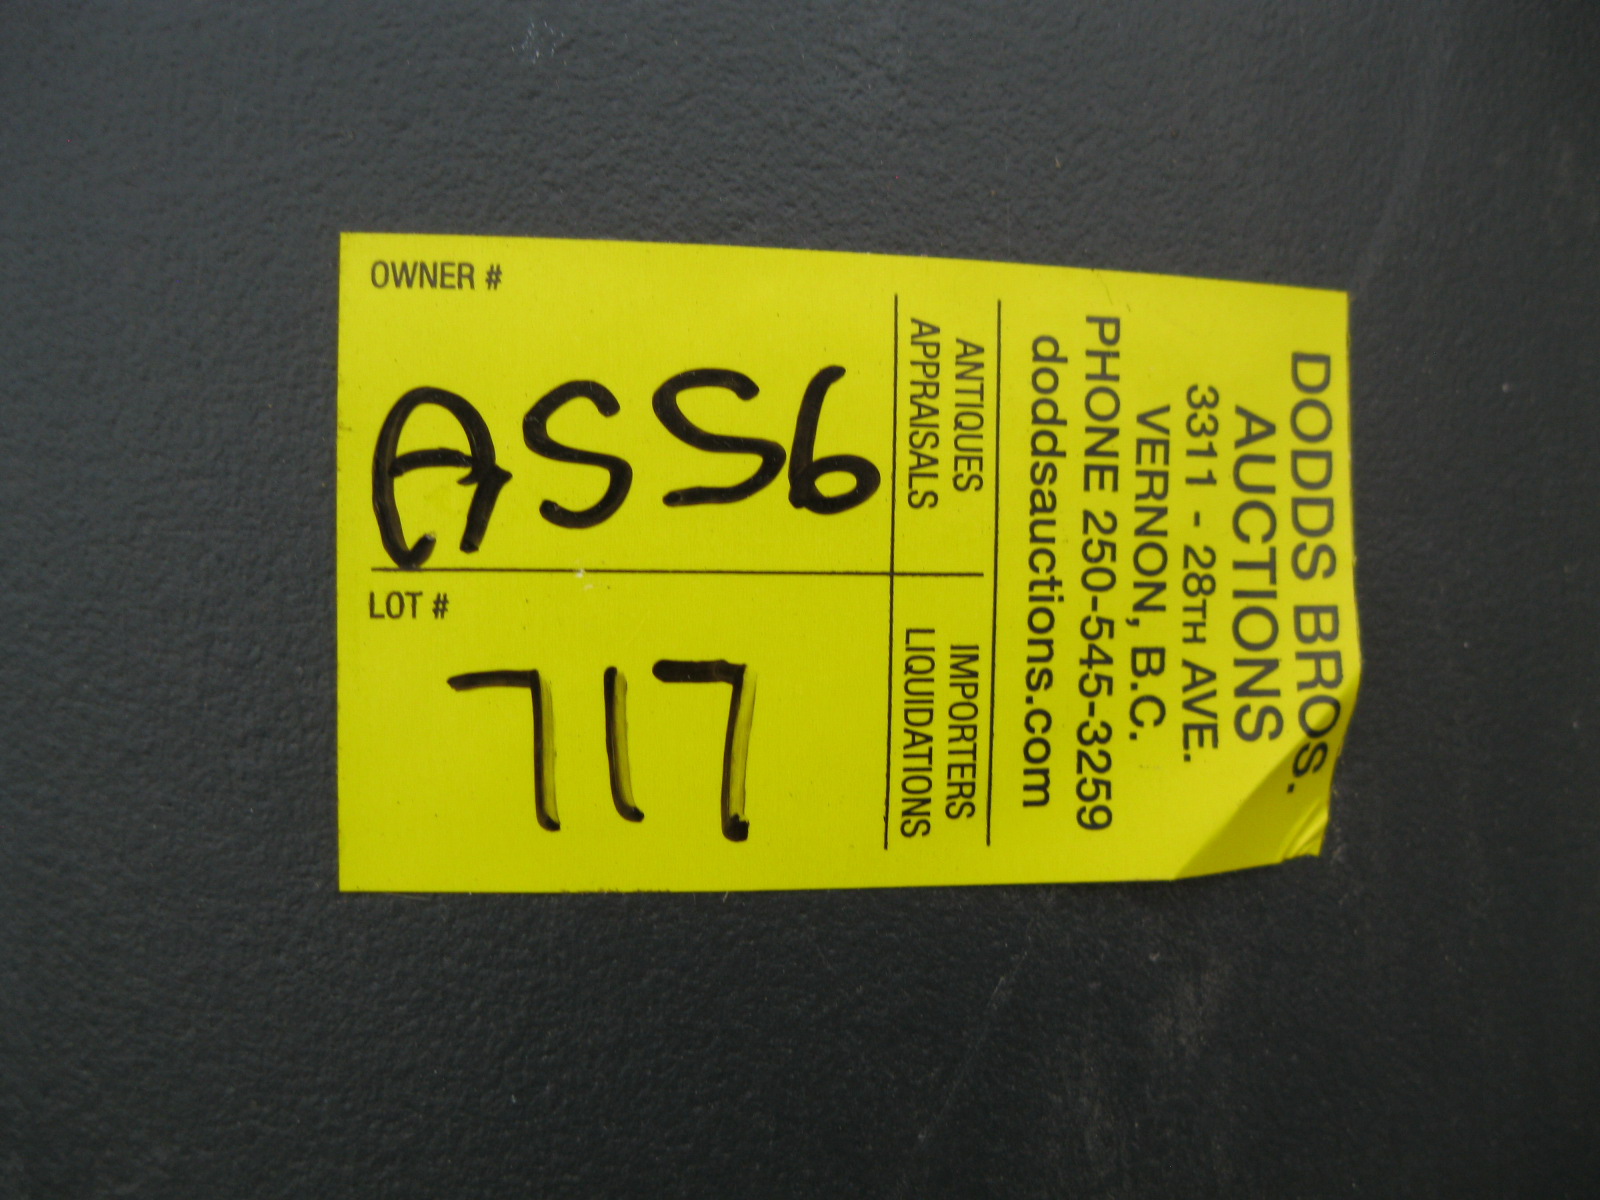 DODDS BROS.
AUCTIONS
3311 - 28TH AVE.
VERNON, B.C.
PHONE 250-545-3259
doddsauctions.com
ANTIQUES
APPRAISALS
IMPORTERS
LIQUIDATIONS
OWNER #
A556
LOT #
717